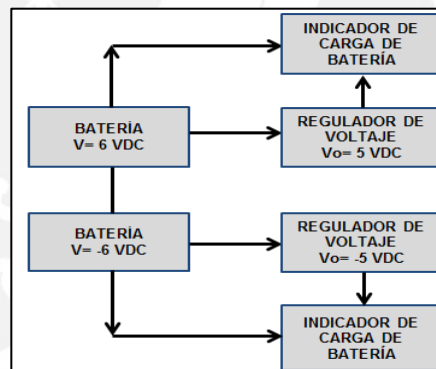 INDICADOR DE
CARGA DE
BATERÍA
BATERÍA
V= 6 VDC
REGULADOR DE
VOLTAJE
Vo= 5 VDC
BATERÍA
V= -6 VDC
REGULADOR DE
VOLTAJE
Vo= -5 VDC
INDICADOR DE
CARGA DE
BATERÍA